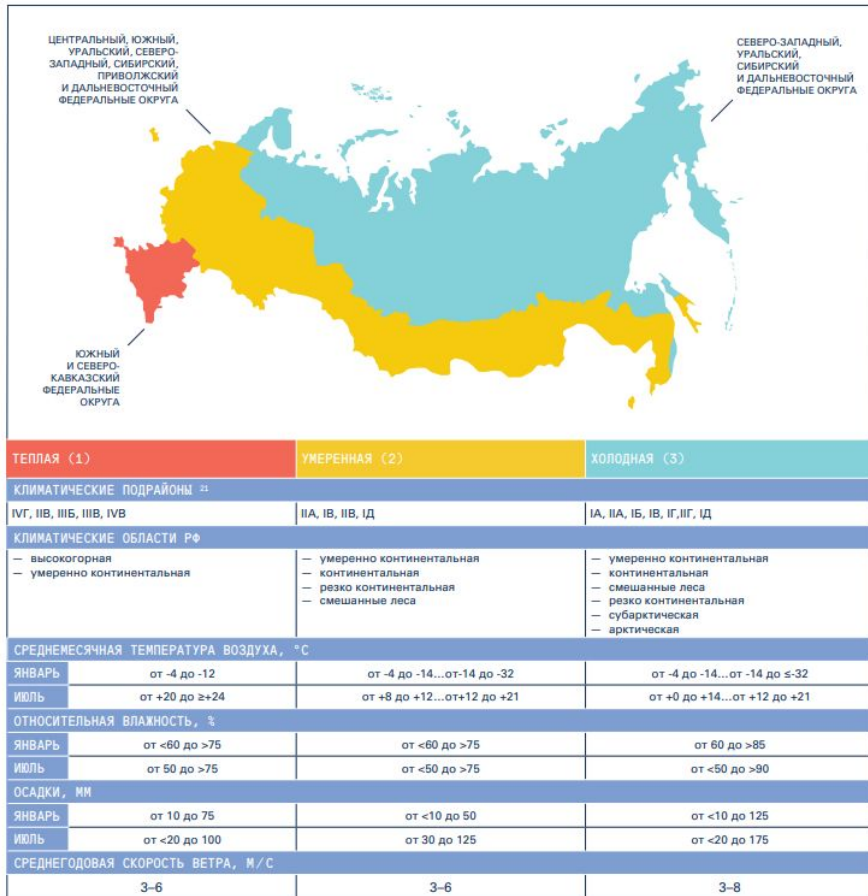 ЦЕНТРАЛЬНЫЙ, ЮЖНЫЙ,
УРАЛЬСКИЙ, СЕВЕРО-
ЗАПАДНЫЙ, СИБИРСКИЙ,
ПРИВОЛЖСКИЙ
И ДАЛЬНЕВОСТОЧНЫЙ
ФЕДЕРАЛЬНЫЕ ОКРУГА
СЕВЕРО-ЗАПАДНЫЙ,
УРАЛЬСКИЙ,
СИБИРСКИЙ
И ДАЛЬНЕВОСТОЧНЫЙ
ФЕДЕРАЛЬНЫЕ ОКРУГА
ЮЖНЫЙ
И СЕВЕРО-
КАВКАЗСКИЙ
ФЕДЕРАЛЬНЫЕ
ОКРУГА
ТЕПЛАЯ (1) УМЕРЕННАЯ (2) ХОЛОДНАЯ (3)
КЛИМАТИЧЕСКИЕ ПОДРАЙОНЫ 21
IVГ, IIВ, IIIБ, IIIВ, IVВ IIА, IВ, IIВ, IД IА, IIА, IБ, IВ, IГ,IIГ, IД
КЛИМАТИЧЕСКИЕ ОБЛАСТИ РФ
— высокогорная — умеренно континентальная — умеренно континентальная
— умеренно континентальная — континентальная — континентальная
— резко континентальная — смешанные леса
— смешанные леса — резко континентальная
— субарктическая
— арктическая
СРЕДНЕМЕСЯЧНАЯ ТЕМПЕРАТУРА ВОЗДУХА, °C
ЯНВАРЬ от -4 до -12 от -4 до -14...от-14 до -32 от -4 до -14...от -14 до ≤-32
ИЮЛЬ от +20 до ≥+24 от +8 до +12...от+12 до +21 от +0 до +14...от +12 до +21
ОТНОСИТЕЛЬНАЯ ВЛАЖНОСТЬ, %
ЯНВАРЬ от <60 до >75 от <60 до >75 от 60 до >85
ИЮЛЬ от 50 до >75 от <50 до >75 от <50 до >90
ОСАДКИ, ММ
ЯНВАРЬ от 10 до 75 от <10 до 50 от <10 до 125
ИЮЛЬ от <20 до 100 от 30 до 125 от <20 до 175
СРЕДНЕГОДОВАЯ СКОРОСТЬ ВЕТРА, М/С
3–6 3–6 3–8